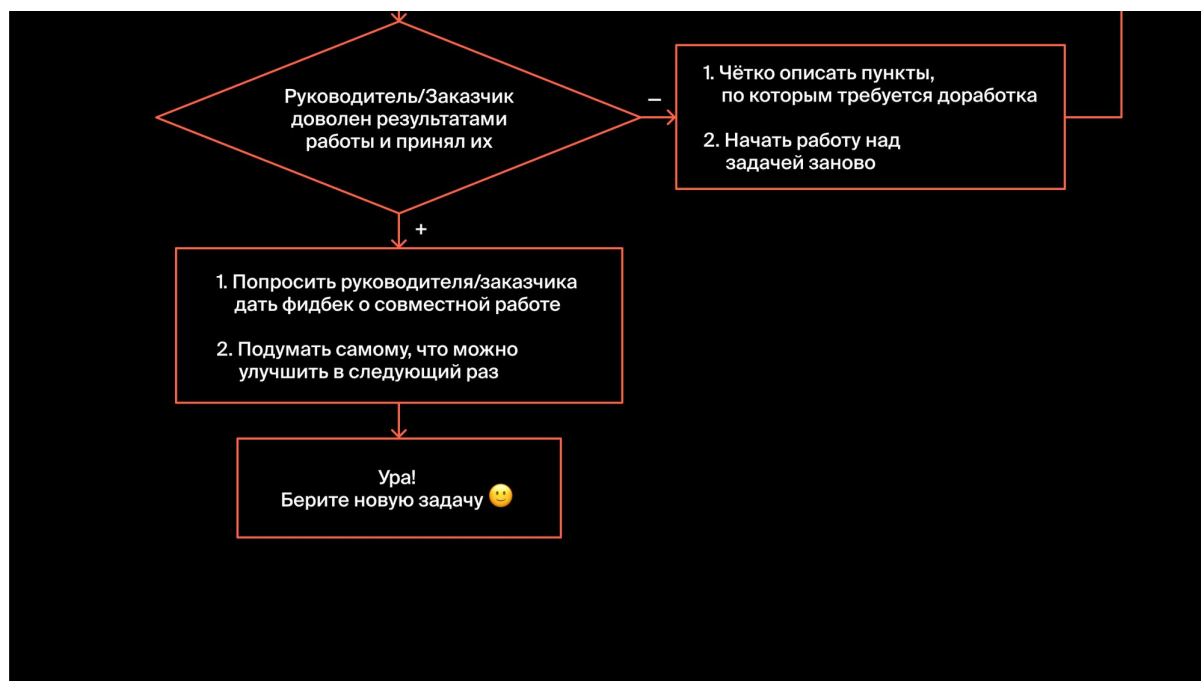 Руководитель/Заказчик
доволен результатами
работы и принял их
–
1. Чётко описать пункты,
по которым требуется доработка
2. Начать работу над
задачей заново
+
1. Попросить руководителя/заказчика
дать фидбек о совместной работе
2. Подумать самому, что можно
улучшить в следующий раз
Ура!
Берите новую задачу 🙂